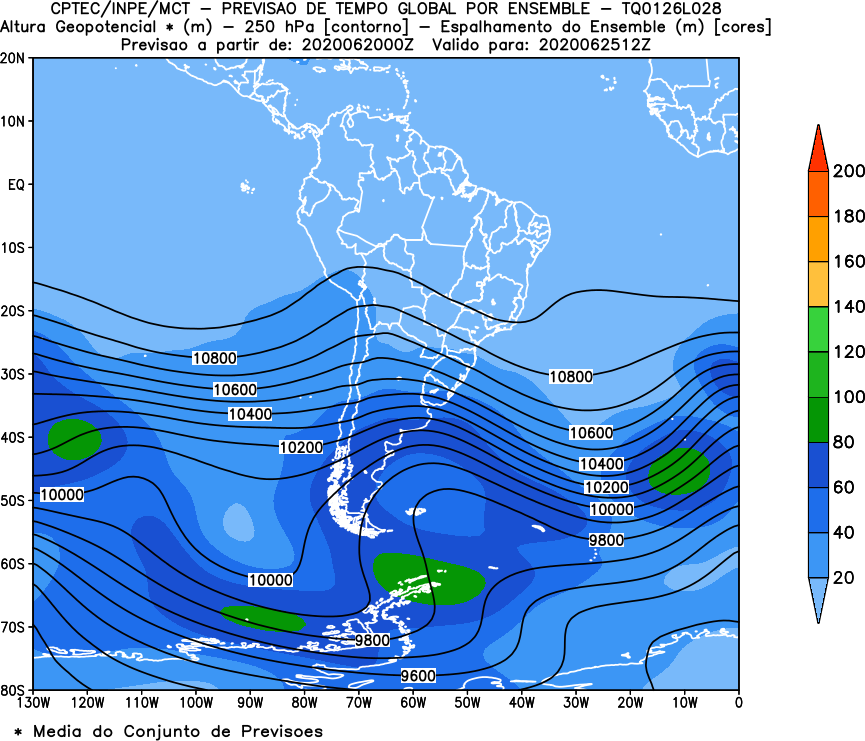 CPTEC/INPE/MCT – PREVISAO DE TEMPO GLOBAL POR ENSEMBLE – TQ0126L028
Altura Geopotencial * (m) – 250 hPa [contorno] – Espalhamento do Ensemble (m) [cores]
Previsao a partir de: 2020062000Z Valido para: 2020062512Z
20N
10N
EQ
10S
20S
30S
40S
50S
60S
70S
80S
10800
10600
10400
10200
10000
10000
9800
9600
10800
10600
10400
10200
10000
9800
130W 120W 110W 100W 90W 80W 70W 60W 50W 40W 30W 20W 10W 0
200
180
160
140
120
100
80
60
40
20
* Media do Conjunto de Previsoes